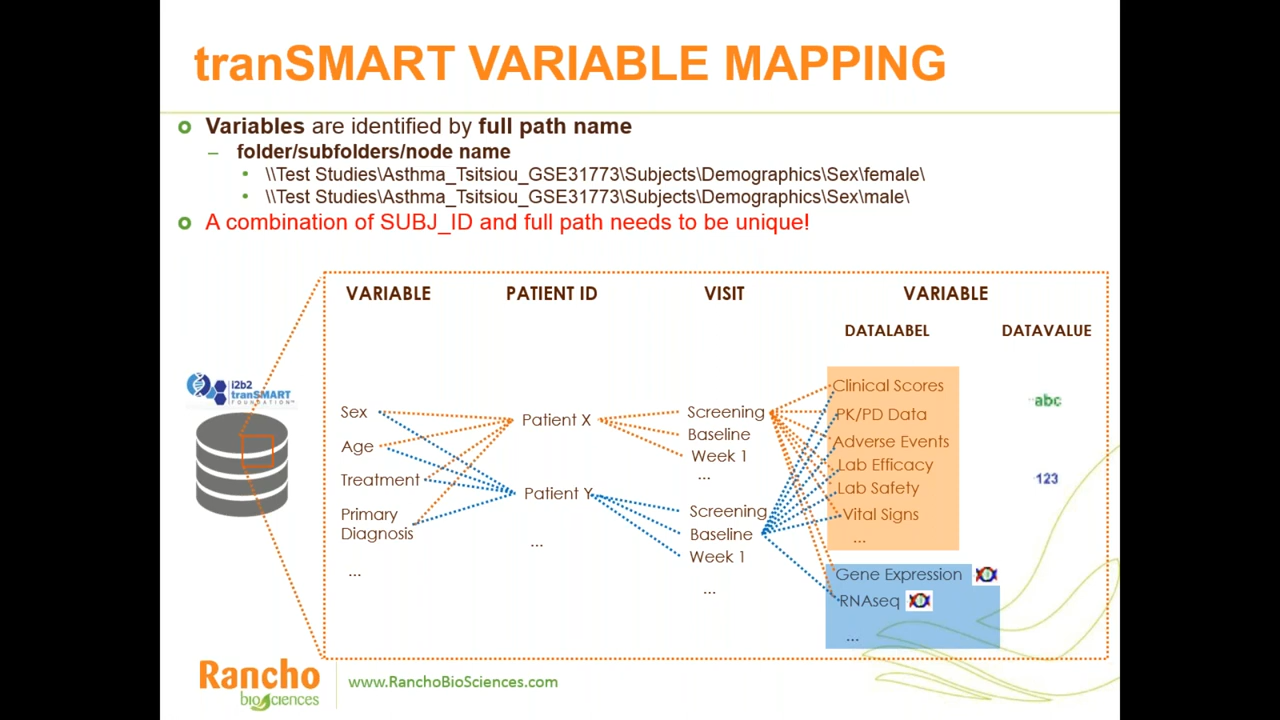 tranSMART VARIABLE MAPPING
Variables are identified by full path name
– folder/subfolders/node name
\\Test Studies\Asthma_Tsitsiou_GSE31773\Subjects\Demographics\Sex\female\
\\Test Studies\Asthma_Tsitsiou_GSE31773\Subjects\Demographics\Sex\male\
A combination of SUBJ_ID and full path needs to be unique!
VARIABLE PATIENT ID VISIT VARIABLE
DATALABEL DATAVALUE
i2b2
tranSMART
FOUNDATION
Sex
Age
Treatment
Primary
Diagnosis
...
Patient X
Patient Y
...
Screening
Baseline
Week 1
...
Screening
Baseline
Week 1
...
Clinical Scores
PK/PD Data
Adverse Events
Lab Efficacy
Lab Safety
Vital Signs
...
Gene Expression
RNAseq
...
abc
123
Rancho
biosciences
www.RanchoBioSciences.com